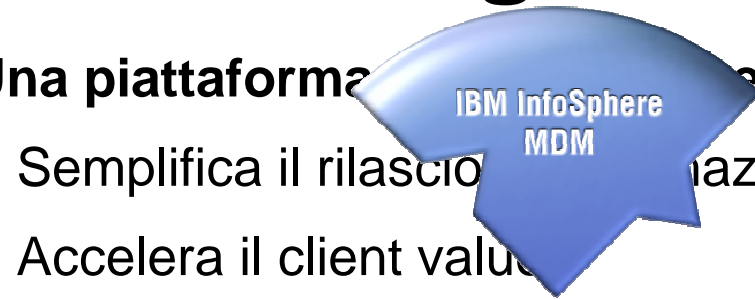 Una piattaforma
IBM InfoSphere
MDM
Semplifica il rilascio
Accelera il client value